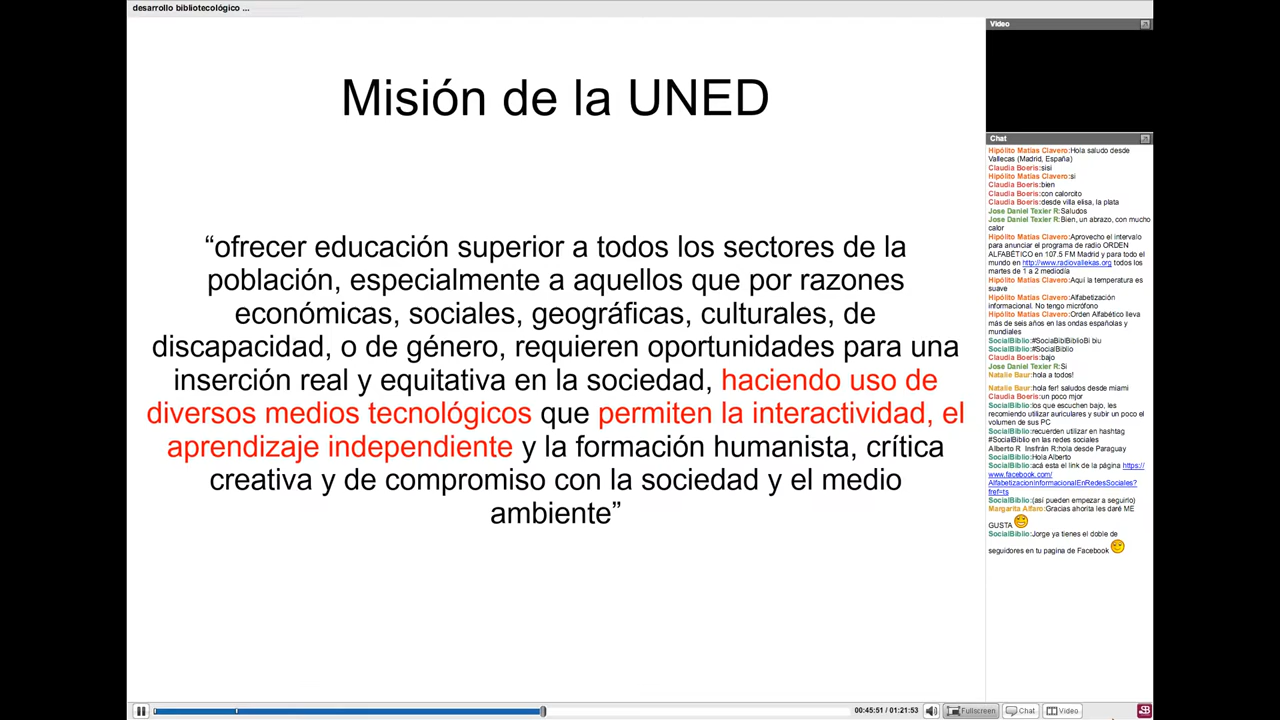 desarrollo bibliotecológico ...
Misión de la UNED
“ofrecer educación superior a todos los sectores de la
población, especialmente a aquellos que por razones
económicas, sociales, geográficas, culturales, de
discapacidad, o de género, requieren oportunidades para una
inserción real y equitativa en la sociedad, haciendo uso de
diversos medios tecnológicos que permiten la interactividad, el
aprendizaje independiente y la formación humanista, crítica
creativa y de compromiso con la sociedad y el medio
ambiente”
Video
Chat
Hipólito Matías Clavero:Hola saludo desde
Vallecas (Madrid, España)
Claudia Boeris:sisi
Hipólito Matías Clavero:si
Claudia Boeris:bien
Claudia Boeris:con calorcito
Claudia Boeris:desde villa elisa, la plata
Jose Daniel Texier R:Saludos
Jose Daniel Texier R:Bien, un abrazo, con mucho
calor
Hipólito Matías Clavero:Aprovecho el intervalo
para anunciar el programa de radio ORDEN
ALFABETICO en 107.5 FM Madrid y para todo el
mundo en http://www.radiovallekas.org todos los
martes de 1 a 2 mediodía
Hipólito Matías Clavero:Aquí la temperatura es
suave
Hipólito Matías Clavero:Alfabetización
informacional. No tengo micrófono
Hipólito Matías Clavero:Orden Alfabético lleva
más de seis años en las ondas españolas y
mundiales
SocialBiblio:#SociaBiblBiblioBi biu
SocialBiblio:#SocialBiblio
Claudia Boeris:bajo
Jose Daniel Texier R:Si
Natalie Baur:hola a todos!
Natalie Baur:hola fer! saludos desde miami
Claudia Boeris:un poco mjor
SocialBiblio:los que escuchen bajo, les
recomiendo utilizar auriculares y subir un poco el
volumen de sus PC
SocialBiblio:recuerden utilizar en hashtag
#SocialBiblio en las redes sociales
Alberto R Insfrán R:hola desde Paraguay
SocialBiblio:Hola Alberto
SocialBiblio:acá esta el link de la página https://
www.facebook.com/
AlfabetizacionInformacionalEnRedesSociales?
fref=ts
SocialBiblio:(así pueden empezar a seguirlo)
Margarita Alfaro:Gracias ahorita les daré ME
GUSTA
SocialBiblio:Jorge ya tienes el doble de
seguidores en tu pagina de Facebook
00:45:51 / 01:21:53
Fullscreen
Chat
Video
SB